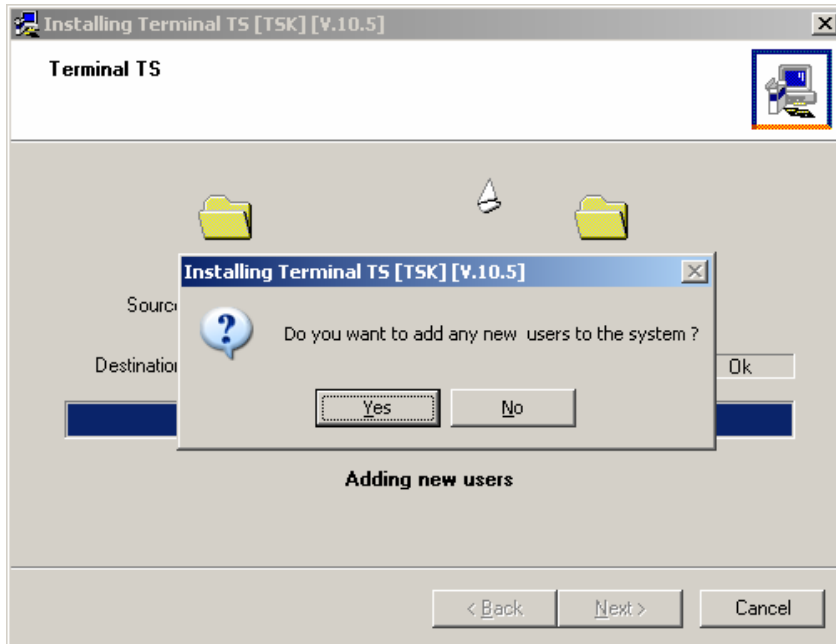 Installing Terminal TS [TSK] [V.10.5]
Terminal TS
Installing Terminal TS [TSK] [V.10.5]
Do you want to add any new users to the system ?
Yes
No
Ok
Adding new users
< Back
Next >
Cancel